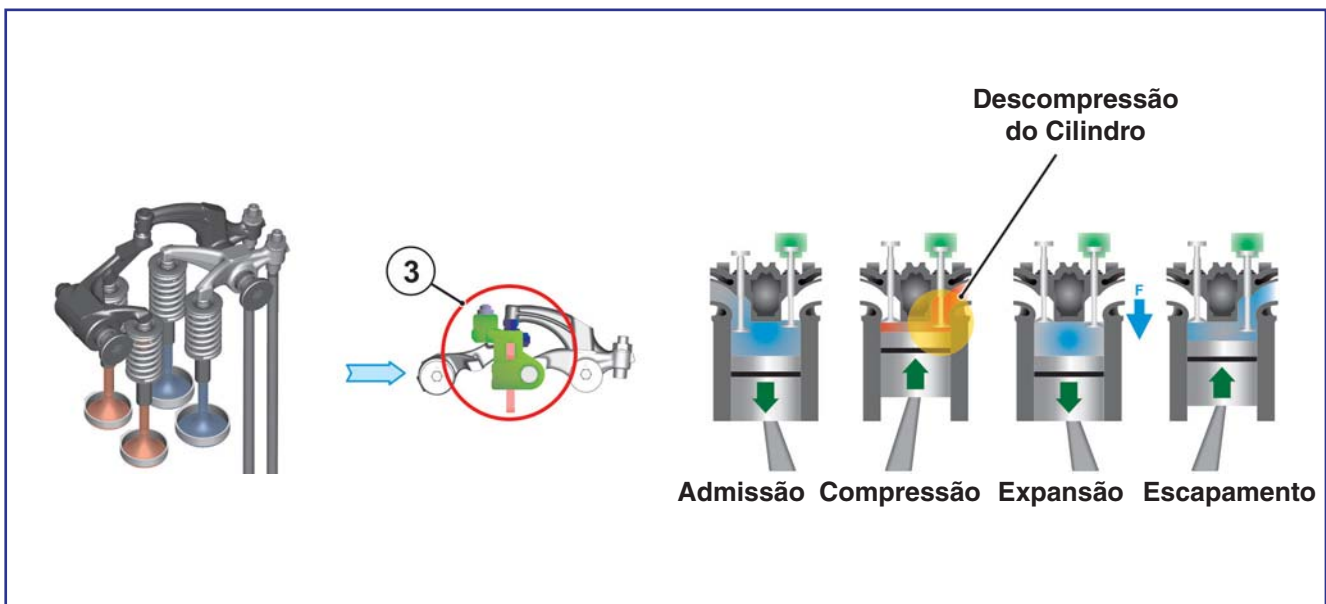 Descompressão
do Cilindro
3
F
Admissão Compressão Expansão Escapamento